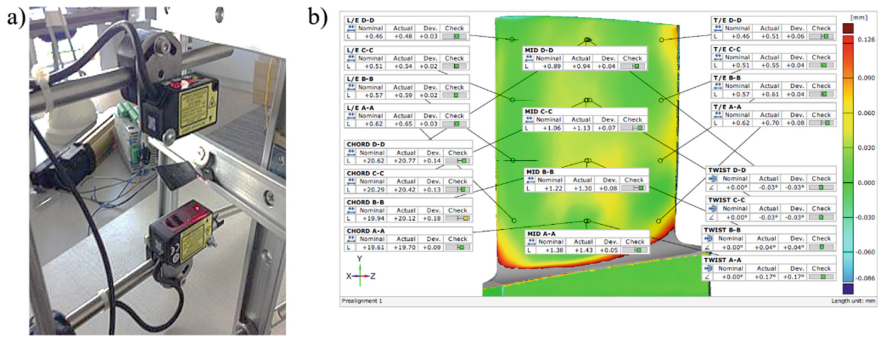 a)
b)
L/E D-D
Nominal Actual Dev. Check
L +0.46 +0.48 +0.03
L/E C-C
Nominal Actual Dev. Check
L +0.51 +0.54 +0.02
L/E B-B
Nominal Actual Dev. Check
L +0.57 +0.59 +0.02
L/E A-A
Nominal Actual Dev. Check
L +0.62 +0.65 +0.03
CHORD D-D
Nominal Actual Dev. Check
L +20.62 +20.77 +0.14
CHORD C-C
Nominal Actual Dev. Check
L +20.29 +20.42 +0.13
CHORD B-B
Nominal Actual Dev. Check
L +19.94 +20.12 +0.18
CHORD A-A
Nominal Actual Dev. Check
L +19.61 +19.70 +0.09
MID D-D
Nominal Actual Dev. Check
L +0.89 +0.94 +0.04
MID C-C
Nominal Actual Dev. Check
L +1.06 +1.13 +0.07
MID B-B
Nominal Actual Dev. Check
L +1.22 +1.30 +0.08
MID A-A
Nominal Actual Dev. Check
L +1.38 +1.43 +0.05
T/E D-D
Nominal Actual Dev. Check
L +0.46 +0.51 +0.06
T/E C-C
Nominal Actual Dev. Check
L +0.51 +0.55 +0.04
T/E B-B
Nominal Actual Dev. Check
L +0.57 +0.61 +0.04
T/E A-A
Nominal Actual Dev. Check
L +0.62 +0.70 +0.08
TWIST D-D
Nominal Actual Dev. Check
∠ +0.00° -0.03° -0.03°
TWIST C-C
Nominal Actual Dev. Check
∠ +0.00° -0.03° -0.03°
TWIST B-B
Nominal Actual Dev. Check
∠ +0.00° +0.04° +0.04°
TWIST A-A
Nominal Actual Dev. Check
∠ +0.00° +0.17° +0.17°
[mm]
0.126
0.100
0.080
0.060
0.040
0.020
0.000
-0.020
-0.040
-0.060
-0.086
Y
X Z
Prealignment 1
Length unit: mm